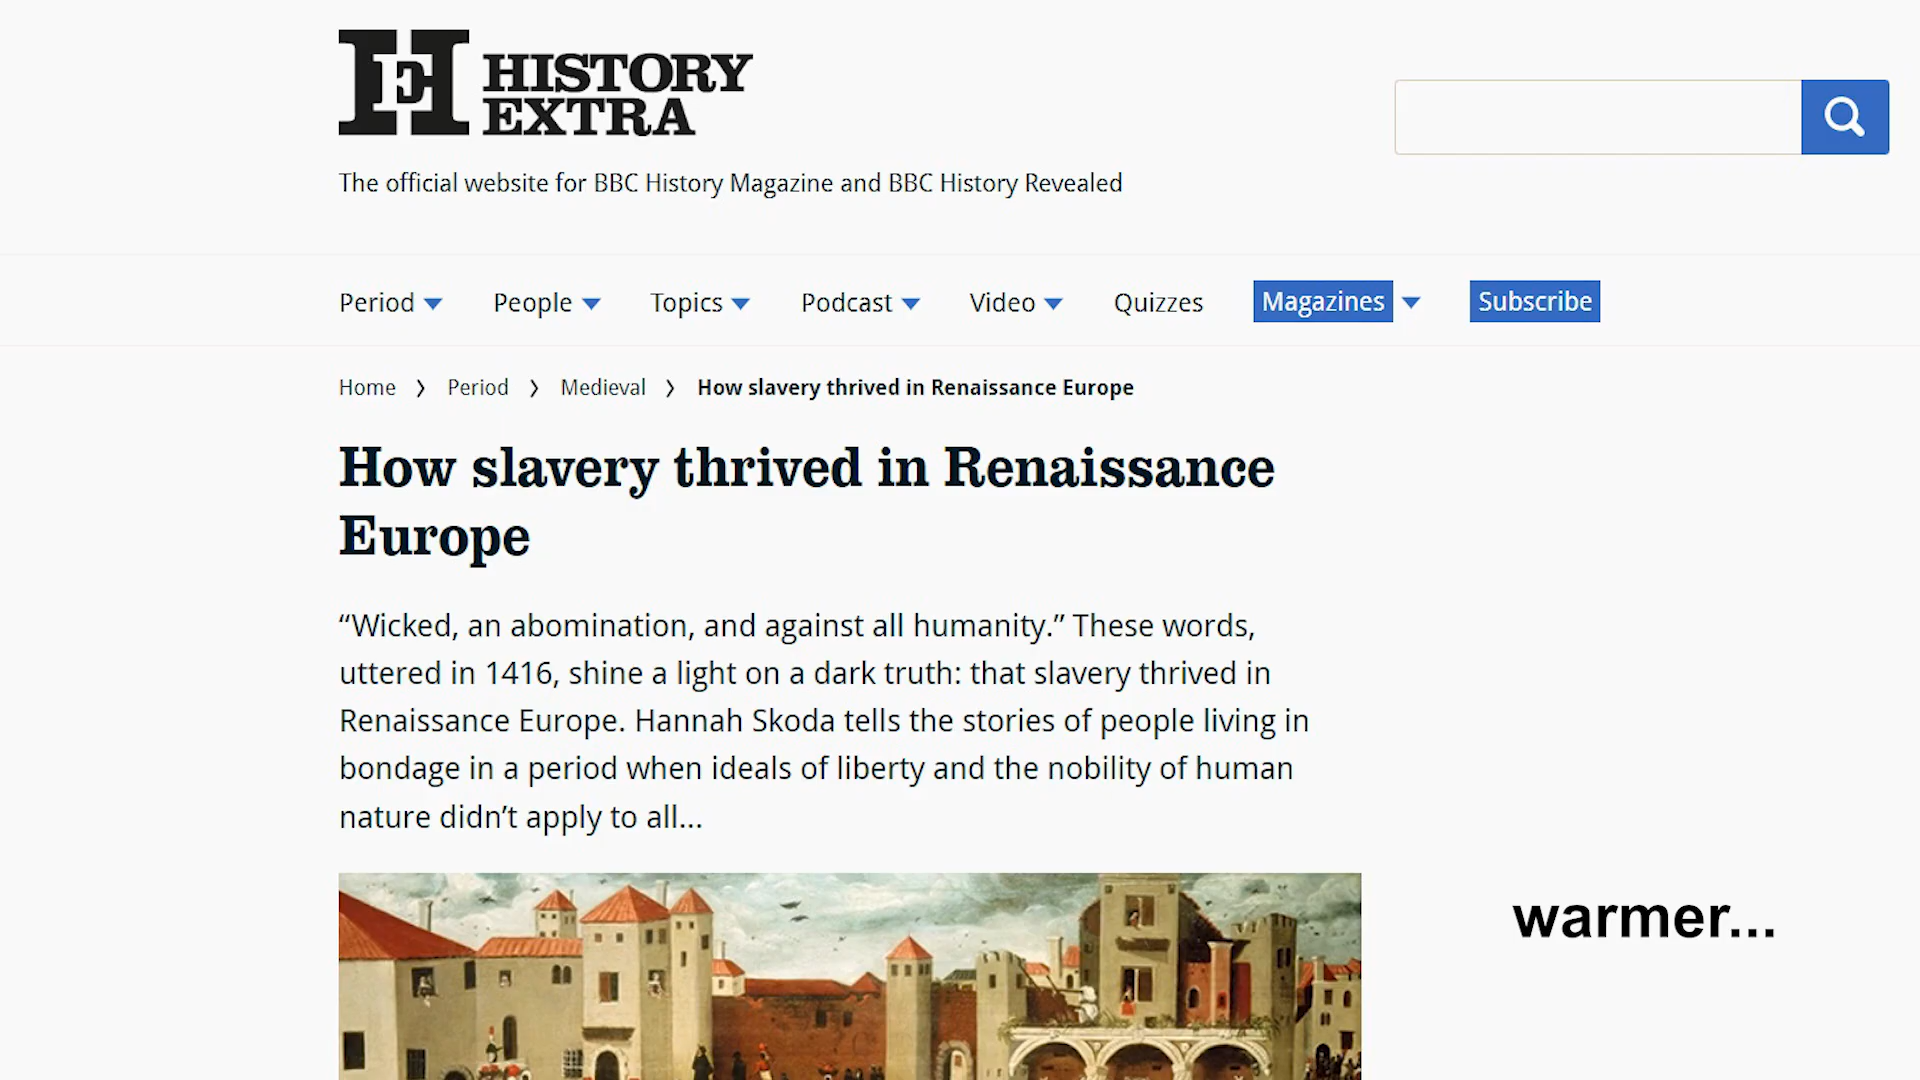 HE HISTORY
EXTRA
The official website for BBC History Magazine and BBC History Revealed
Period People Topics Podcast Video Quizzes Magazines Subscribe
Home > Period > Medieval > How slavery thrived in Renaissance Europe
How slavery thrived in Renaissance
Europe
“Wicked, an abomination, and against all humanity.” These words,
uttered in 1416, shine a light on a dark truth: that slavery thrived in
Renaissance Europe. Hannah Skoda tells the stories of people living in
bondage in a period when ideals of liberty and the nobility of human
nature didn’t apply to all...
warmer...